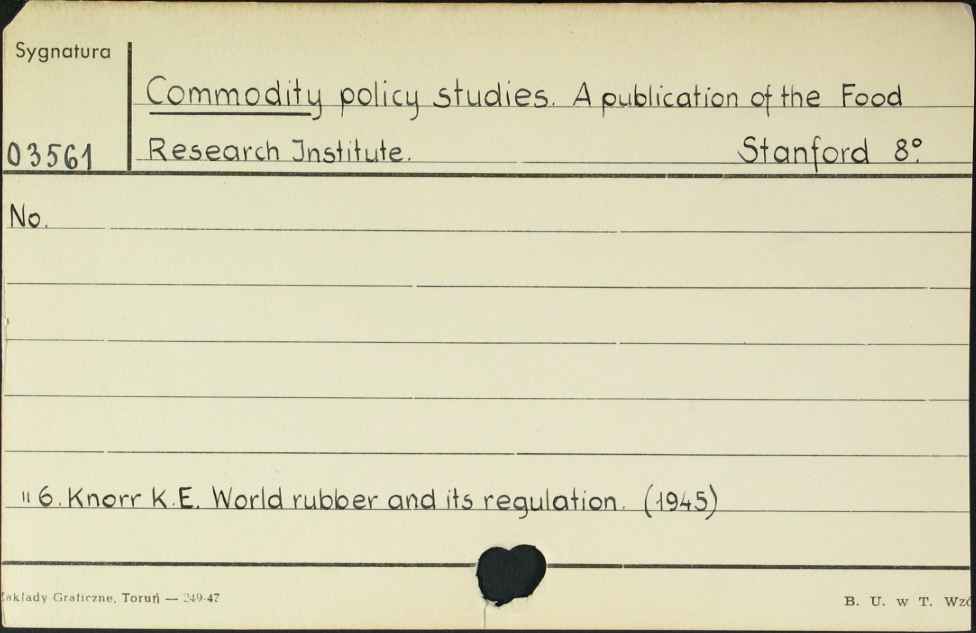 Sygnatura
Commodity policy studies. A publication of the Food
03561 Research Institute. Stanford 8°.
No.
" 6. Knorr K.E. World rubber and its regulation. (1945)
Zakłady Graficzne, Toruń — 249-47 B. U. w T.